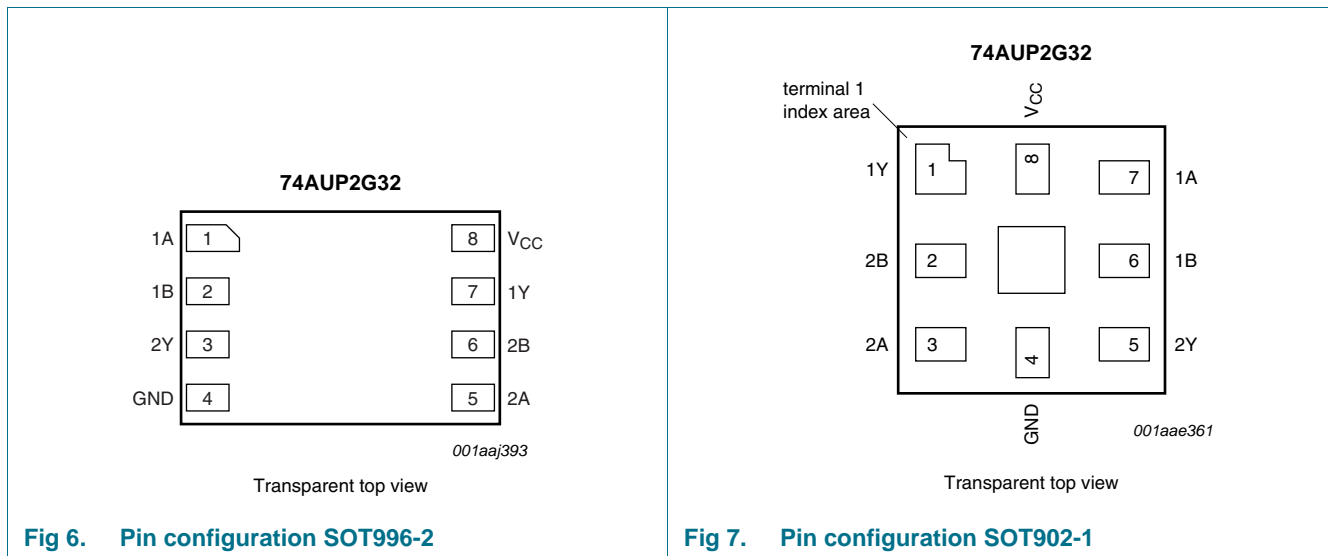 74AUP2G32
1A 1 8 VCC
1B 2 7 1Y
2Y 3 6 2B
GND 4 5 2A
001aaj393
Transparent top view
Fig 6. Pin configuration SOT996-2
74AUP2G32
terminal 1
index area
VCC
1Y 1 8 7 1A
2B 2 6 1B
2A 3 4 5 2Y
GND
001aae361
Transparent top view
Fig 7. Pin configuration SOT902-1